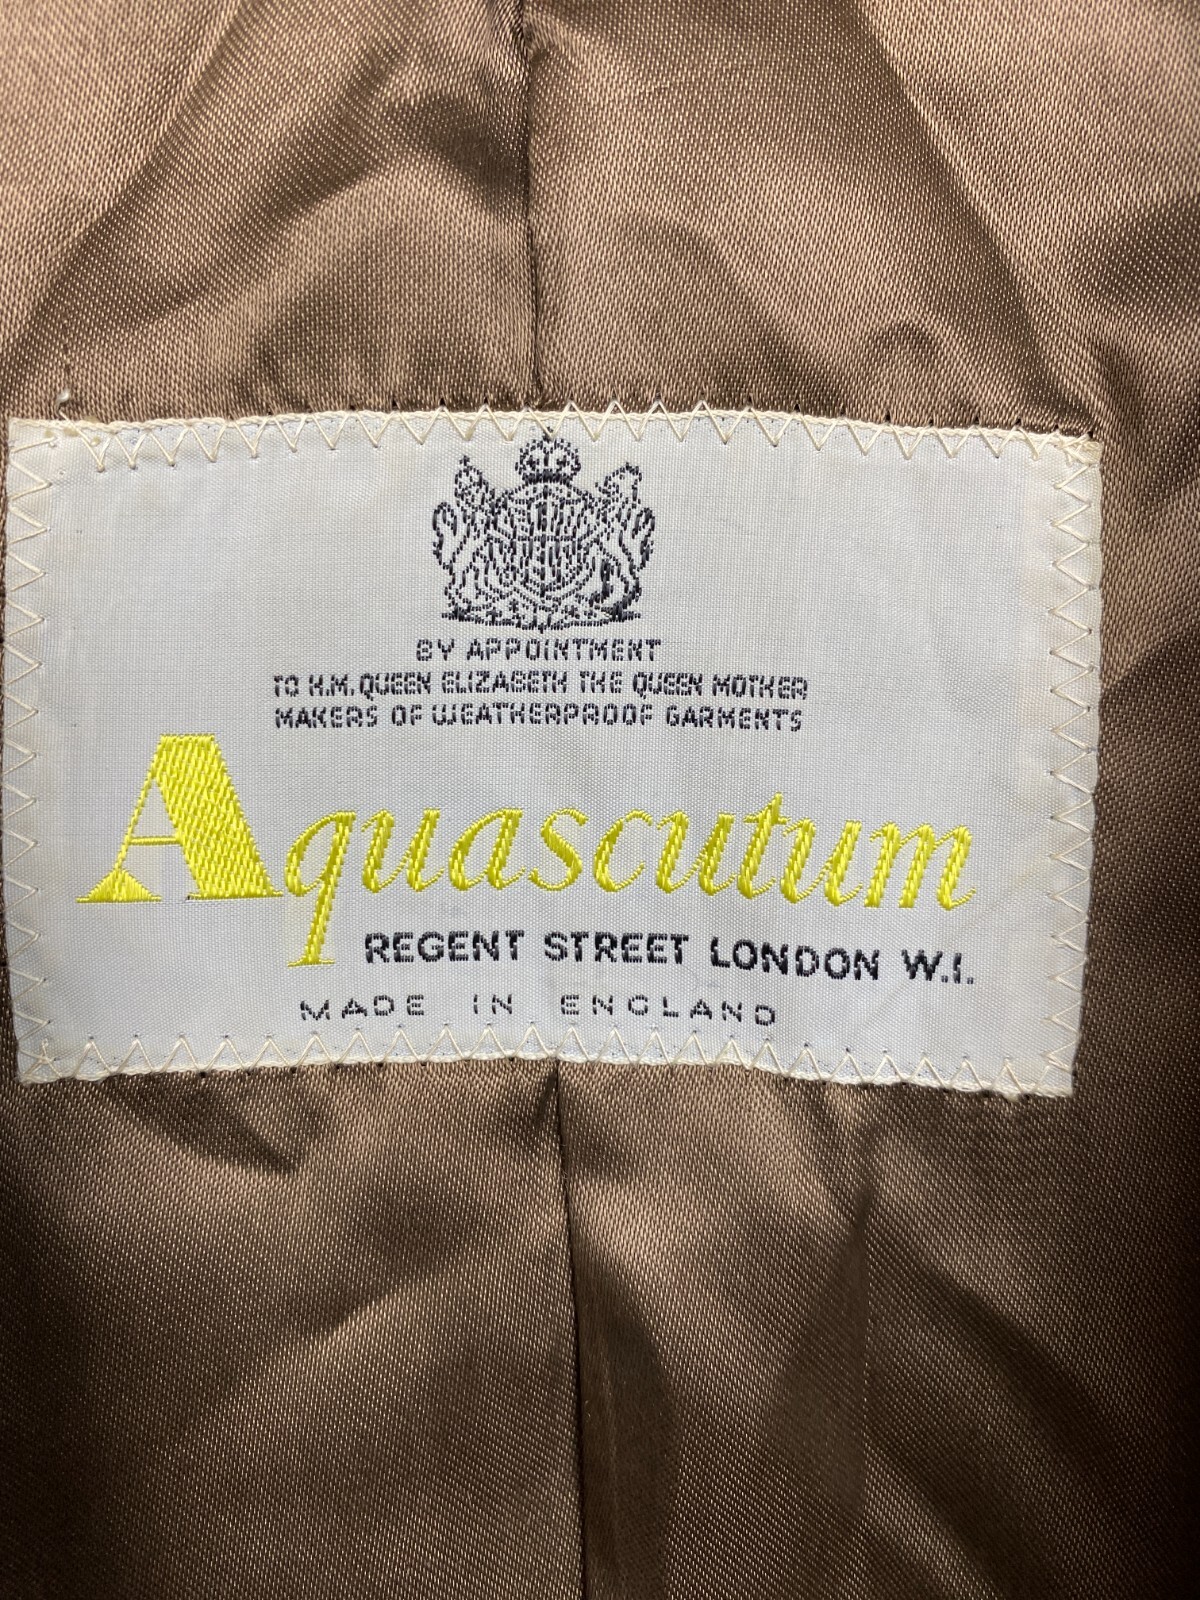 BY APPOINTMENT
TO H.M. QUEEN ELIZABETH THE QUEEN MOTHER
MAKERS OF WEATHERPROOF GARMENTS
Aquascutum
REGENT STREET LONDON W.I.
MADE IN ENGLAND